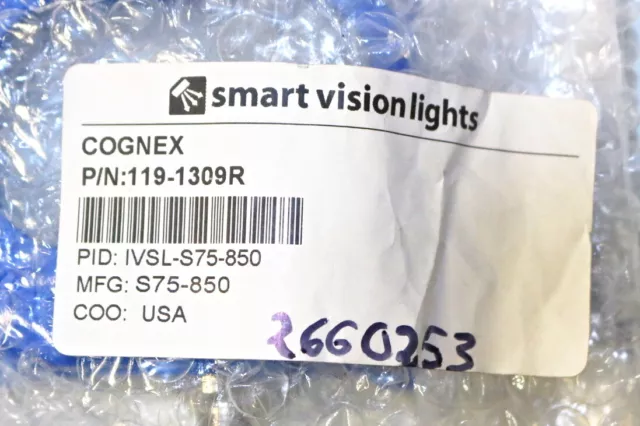 smart vision lights
COGNEX
P/N:119-1309R
PID: IVSL-S75-850
MFG: S75-850
COO: USA
2660253